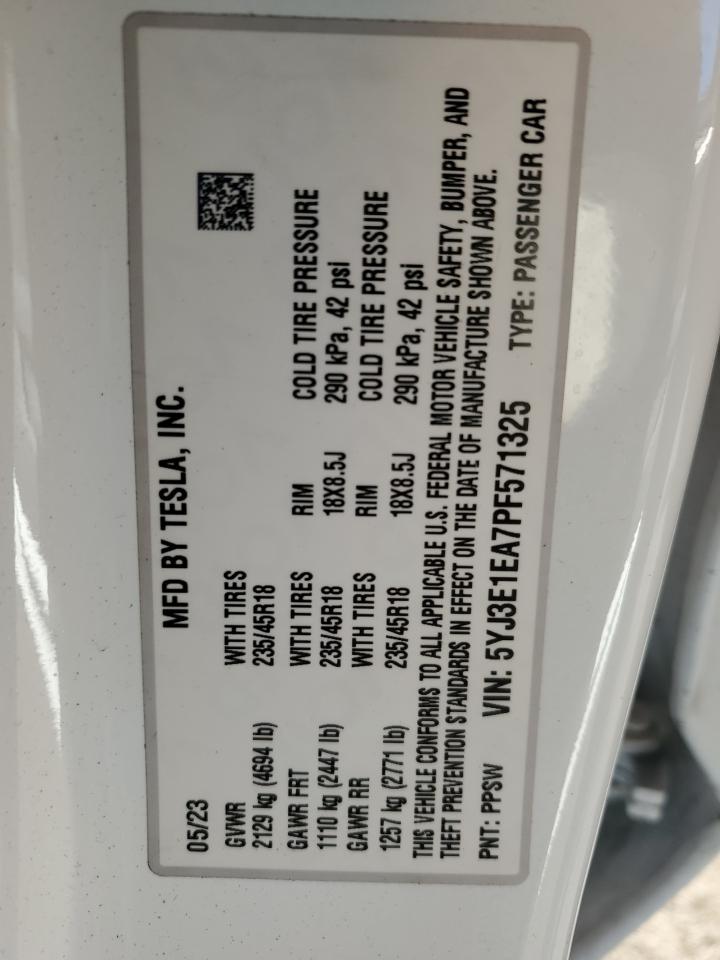 MFD BY TESLA, INC.
05/23
GVWR WITH TIRES
2129 kg (4694 lb) 235/45R18
GAWR FRT WITH TIRES RIM COLD TIRE PRESSURE
1110 kg (2447 lb) 235/45R18 18X8.5J 290 kPa, 42 psi
GAWR RR WITH TIRES RIM COLD TIRE PRESSURE
1257 kg (2771 lb) 235/45R18 18X8.5J 290 kPa, 42 psi
THIS VEHICLE CONFORMS TO ALL APPLICABLE U.S. FEDERAL MOTOR VEHICLE SAFETY, BUMPER, AND
THEFT PREVENTION STANDARDS IN EFFECT ON THE DATE OF MANUFACTURE SHOWN ABOVE.
PNT: PPSW VIN: 5YJ3E1EA7PF571325 TYPE: PASSENGER CAR